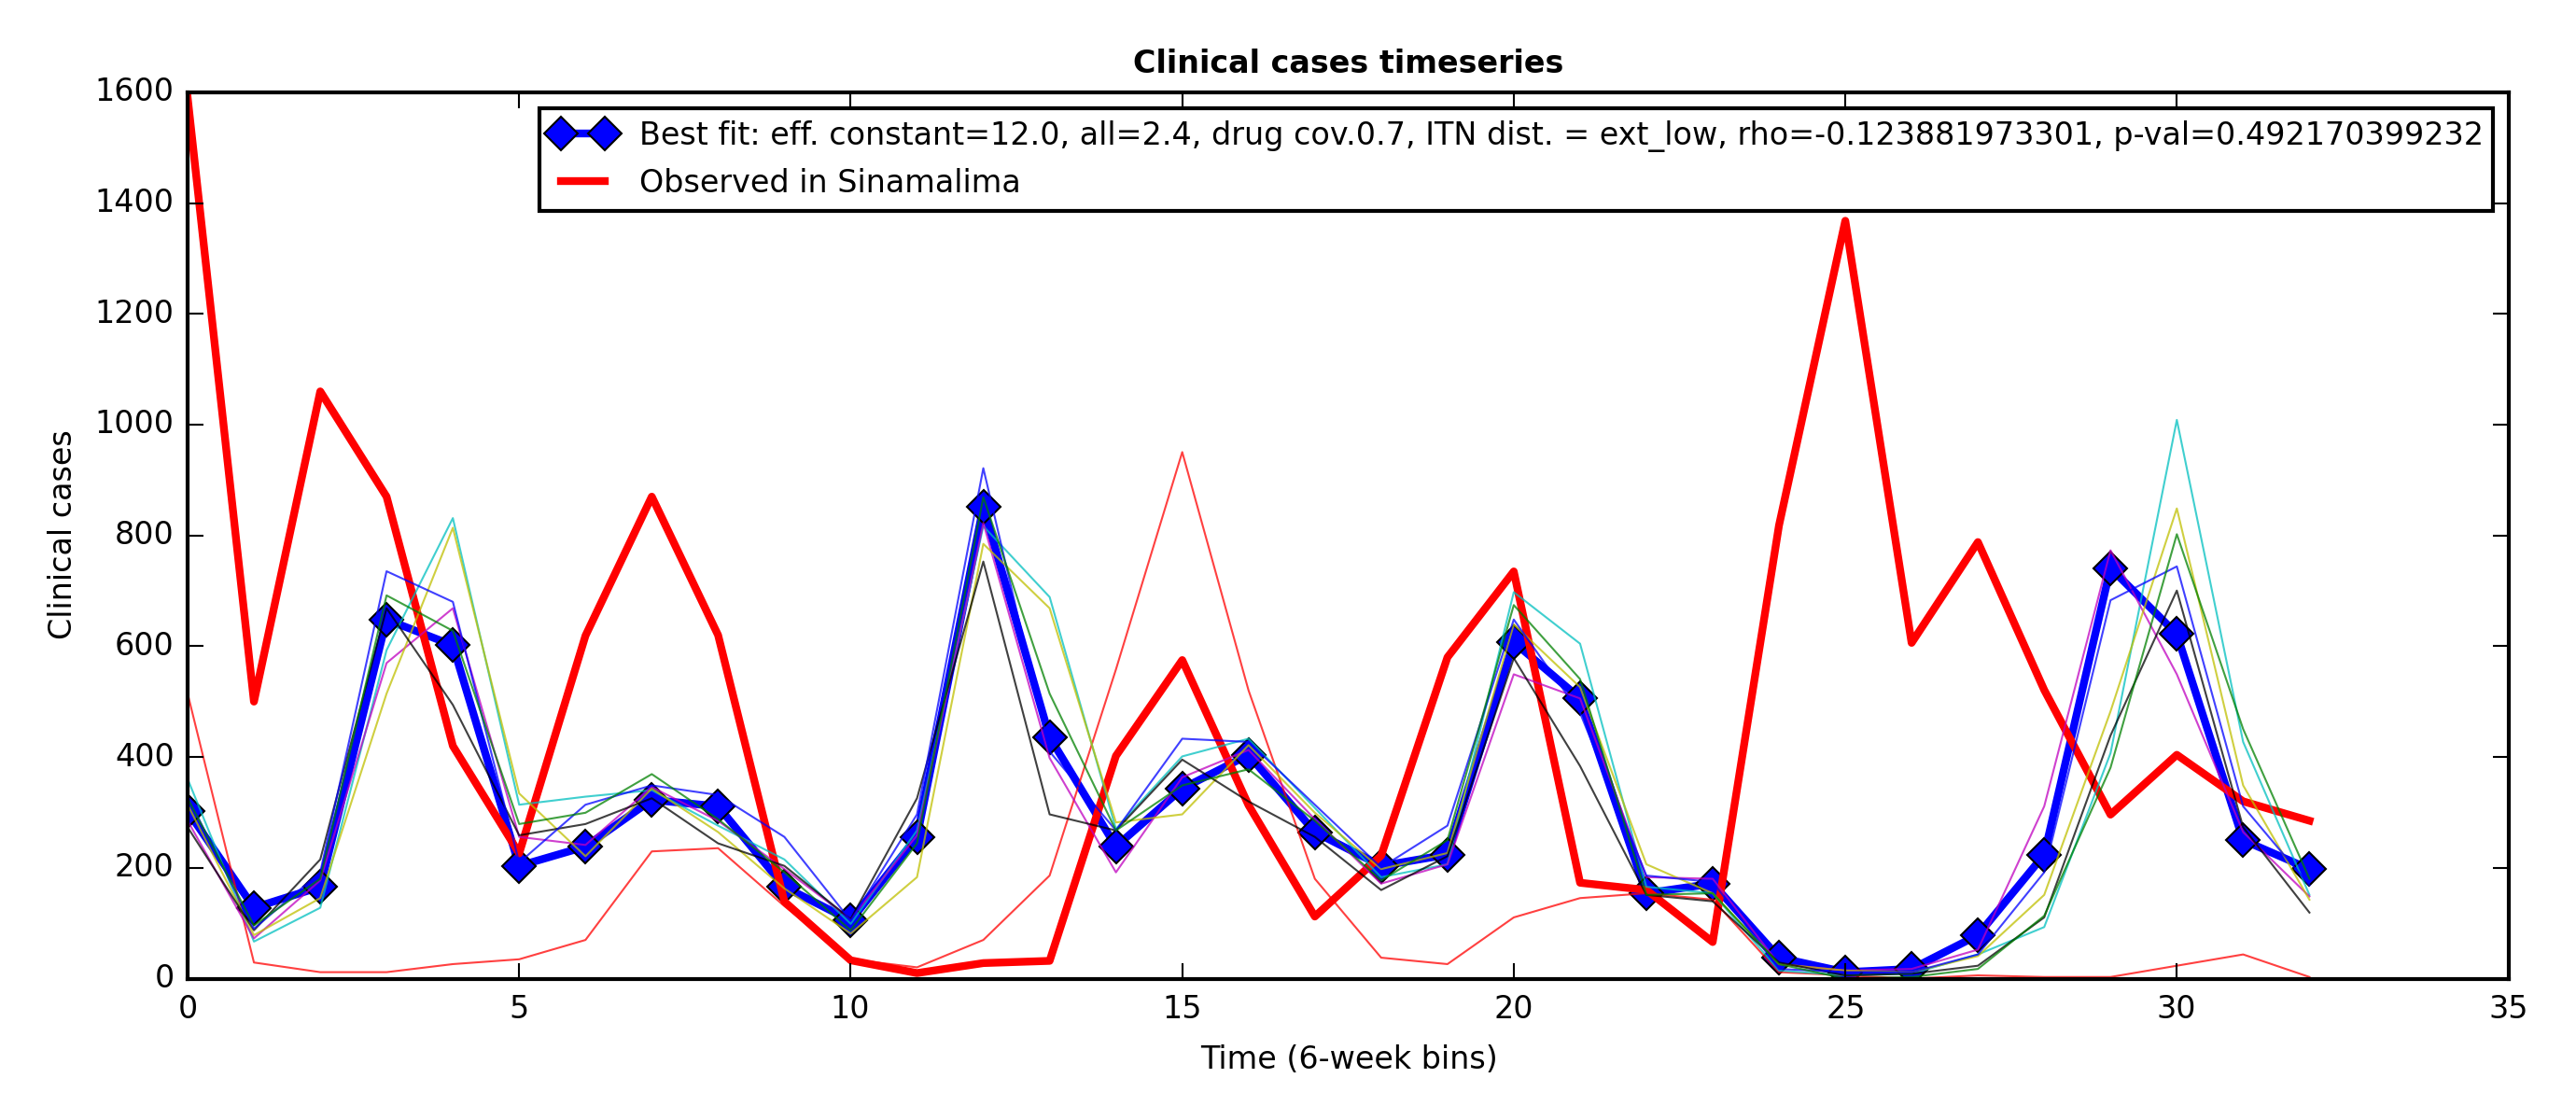 Clinical cases timeseries
Best fit: eff. constant=12.0, all=2.4, drug cov.0.7, ITN dist. = ext_low, rho=-0.123881973301, p-val=0.492170399232
Observed in Sinamalima
1600
1400
1200
1000
800
600
400
200
0
Clinical cases
0 5 10 15 20 25 30 35
Time (6-week bins)